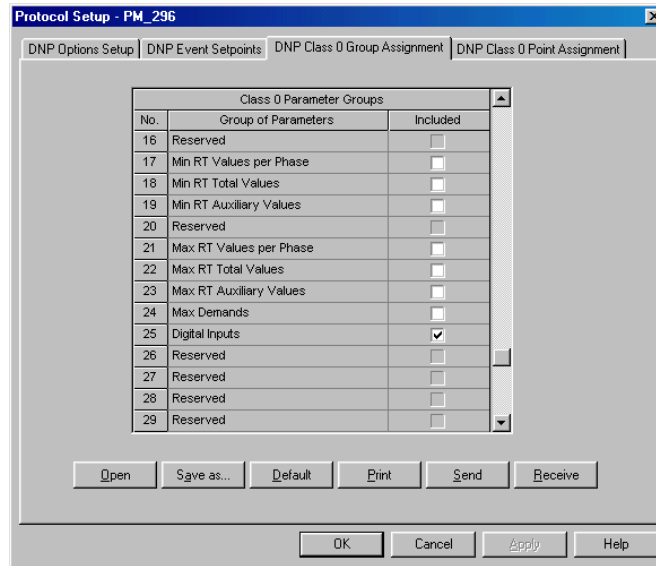 Protocol Setup - PM_296
DNP Options Setup DNP Event Setpoints DNP Class 0 Group Assignment DNP Class 0 Point Assignment
Class 0 Parameter Groups
No. Group of Parameters Included
16 Reserved
17 Min RT Values per Phase
18 Min RT Total Values
19 Min RT Auxiliary Values
20 Reserved
21 Max RT Values per Phase
22 Max RT Total Values
23 Max RT Auxiliary Values
24 Max Demands
25 Digital Inputs
26 Reserved
27 Reserved
28 Reserved
29 Reserved
Open Save as... Default Print Send Receive
OK Cancel Apply Help